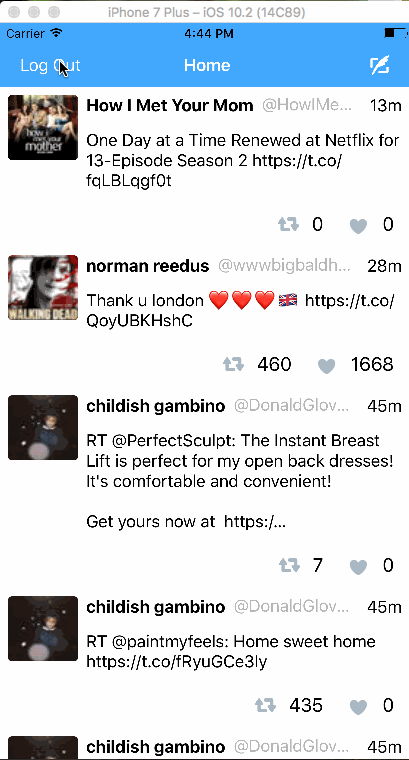 iPhone 7 Plus – iOS 10.2 (14C89)
Carrier 4:44 PM
Log Out Home
How I Met Your Mom @HowIMe... 13m
how i met your mother
One Day at a Time Renewed at Netflix for
13-Episode Season 2 https://t.co/
fqLBLqgf0t
0 0
norman reedus @wwwbigbaldh... 28m
WALKING DEAD
Thank u london ❤️❤️❤️🇬🇧 https://t.co/
QoyUBKHshC
460 1668
childish gambino @DonaldGlov... 45m
RT @PerfectSculpt: The Instant Breast
Lift is perfect for my open back dresses!
It's comfortable and convenient!
Get yours now at https:/...
7 0
childish gambino @DonaldGlov... 45m
RT @paintmyfeels: Home sweet home
https://t.co/fRyuGCe3ly
435 0
childish gambino @DonaldGlov... 45m